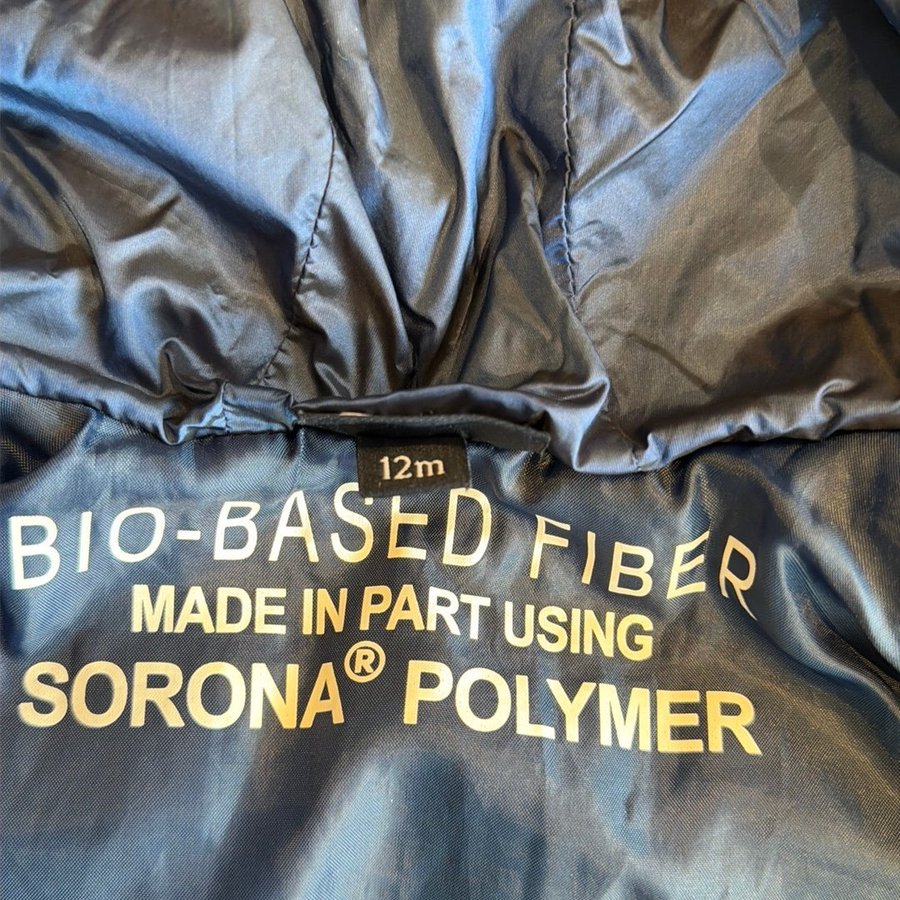 12m
BIO-BASED FIBER
MADE IN PART USING
SORONA® POLYMER